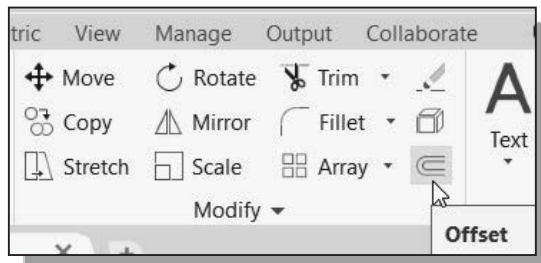 tric View Manage Output Collaborate
Move Rotate Trim
Copy Mirror Fillet
Text
Stretch Scale Array
Modify
Offset